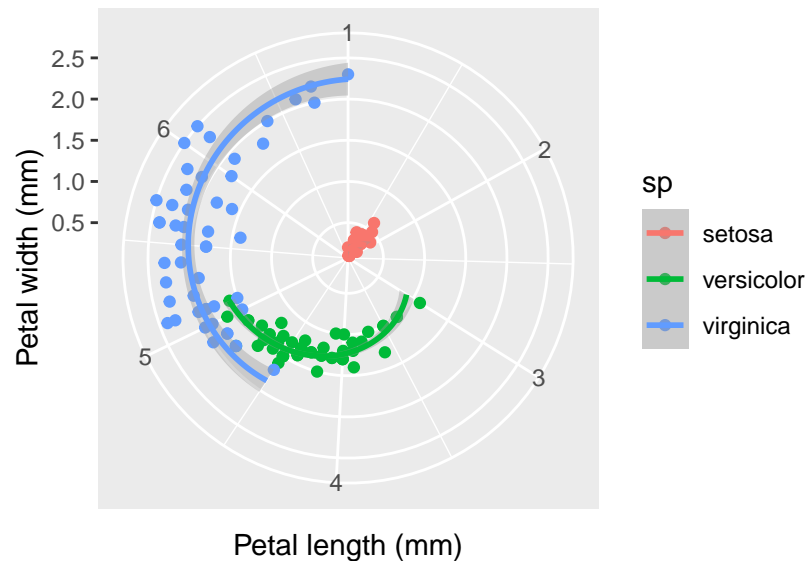 1
2
3
4
5
6
2.5
2.0
1.5
1.0
0.5
Petal width (mm)
Petal length (mm)
sp
setosa
versicolor
virginica